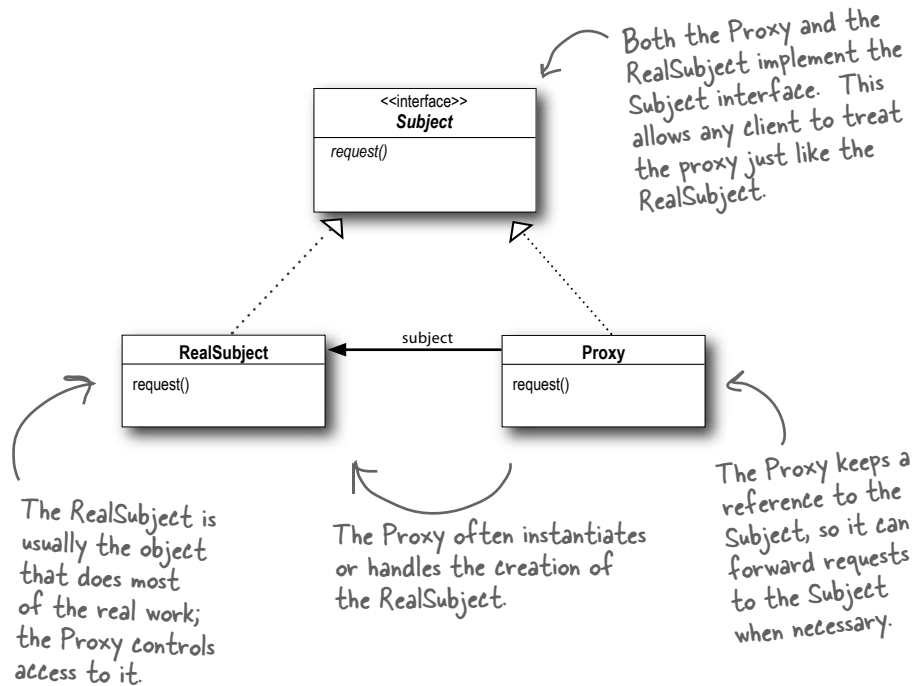 Both the Proxy and the
RealSubject implement the
Subject interface. This
allows any client to treat
the proxy just like the
RealSubject.
<<interface>>
Subject
request()
RealSubject
request()
subject
Proxy
request()
The RealSubject is
usually the object
that does most
of the real work;
the Proxy controls
access to it.
The Proxy often instantiates
or handles the creation of
the RealSubject.
The Proxy keeps a
reference to the
Subject, so it can
forward requests
to the Subject
when necessary.